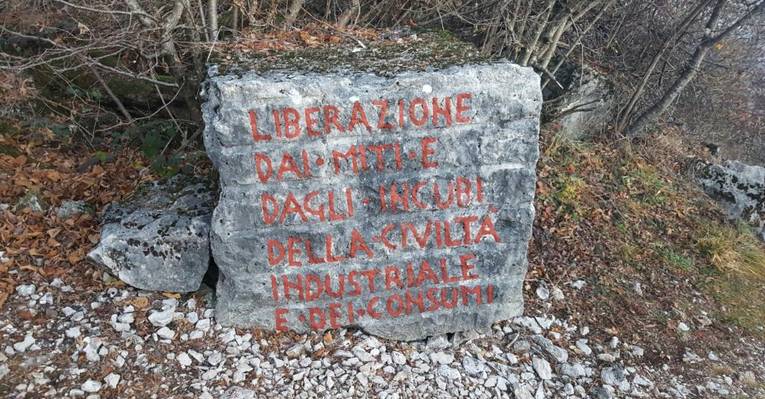 LIBERAZIONE
DAI·MITI·E
DAGLI·INCUBI
DELLA·CIVILTÀ
INDUSTRIALE
E·DEI·CONSUMI